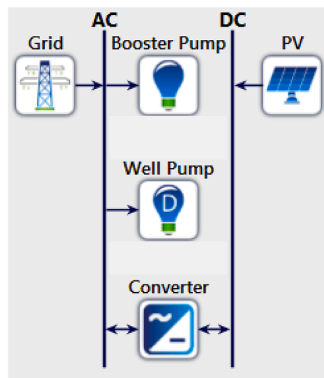 AC DC
Grid Booster Pump PV
Well Pump
D
Converter